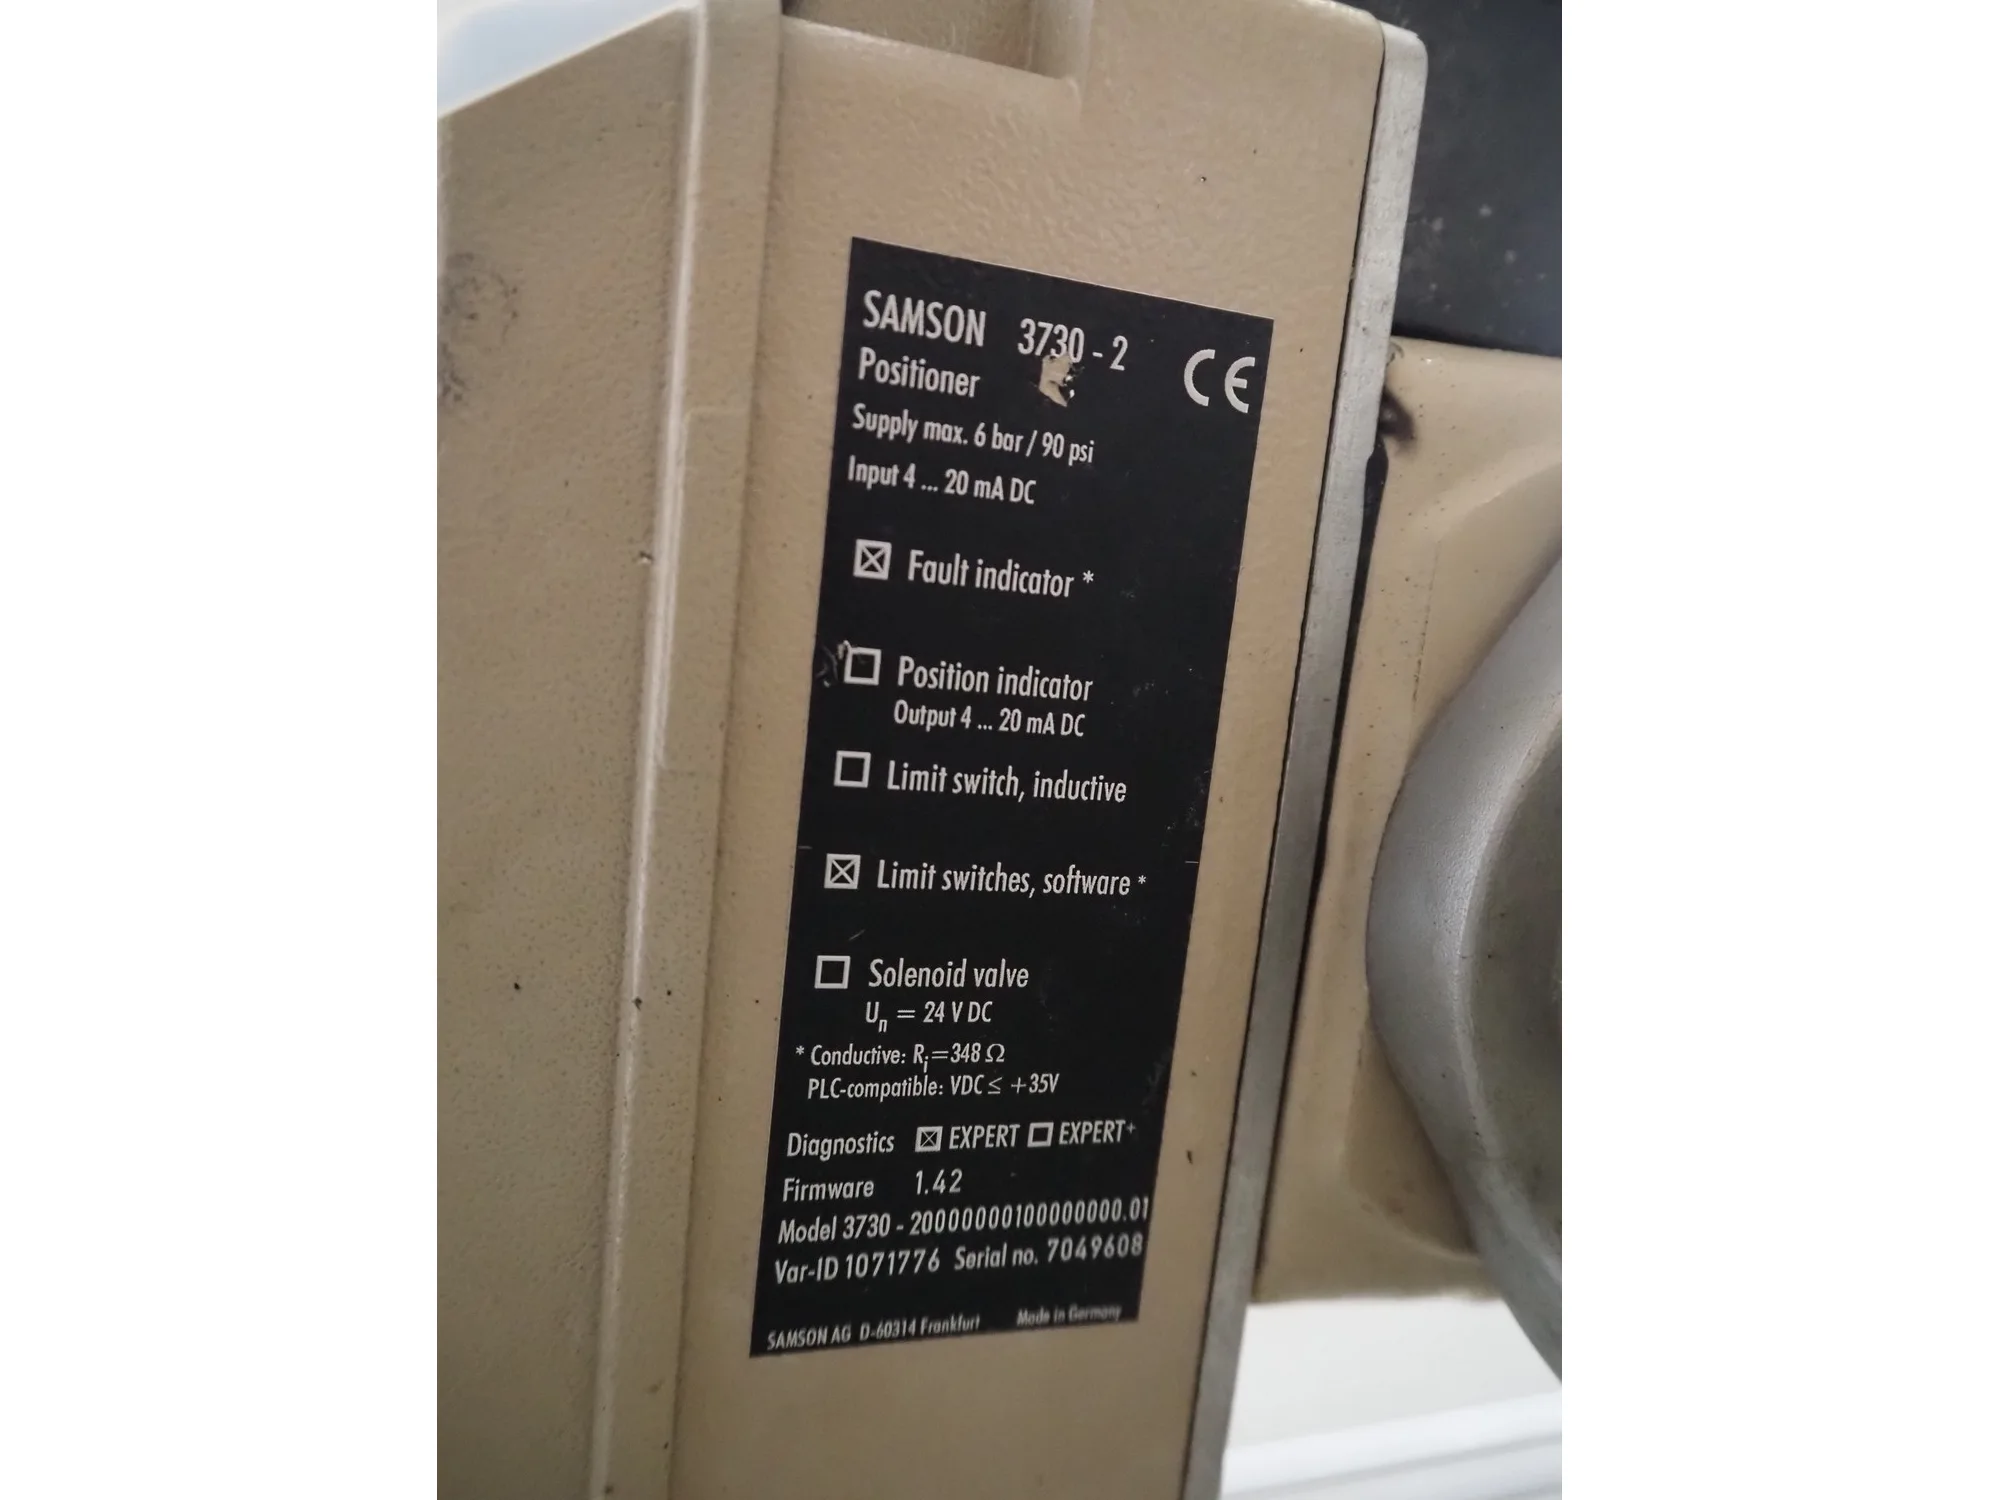 SAMSON 3730 - 2 CE
Positioner
Supply max. 6 bar / 90 psi
Input 4 ... 20 mA DC
☒ Fault indicator *
☐ Position indicator
Output 4 ... 20 mA DC
☐ Limit switch, inductive
☒ Limit switches, software *
☐ Solenoid valve
Un = 24 V DC
* Conductive: Ri=348 Ω
PLC-compatible: VDC ≤ +35V
Diagnostics ☒ EXPERT ☐ EXPERT+
Firmware 1.42
Model 3730 - 20000000100000000.01
Var-ID 1071776 Serial no. 7049608
SAMSON AG D-60314 Frankfurt Made in Germany